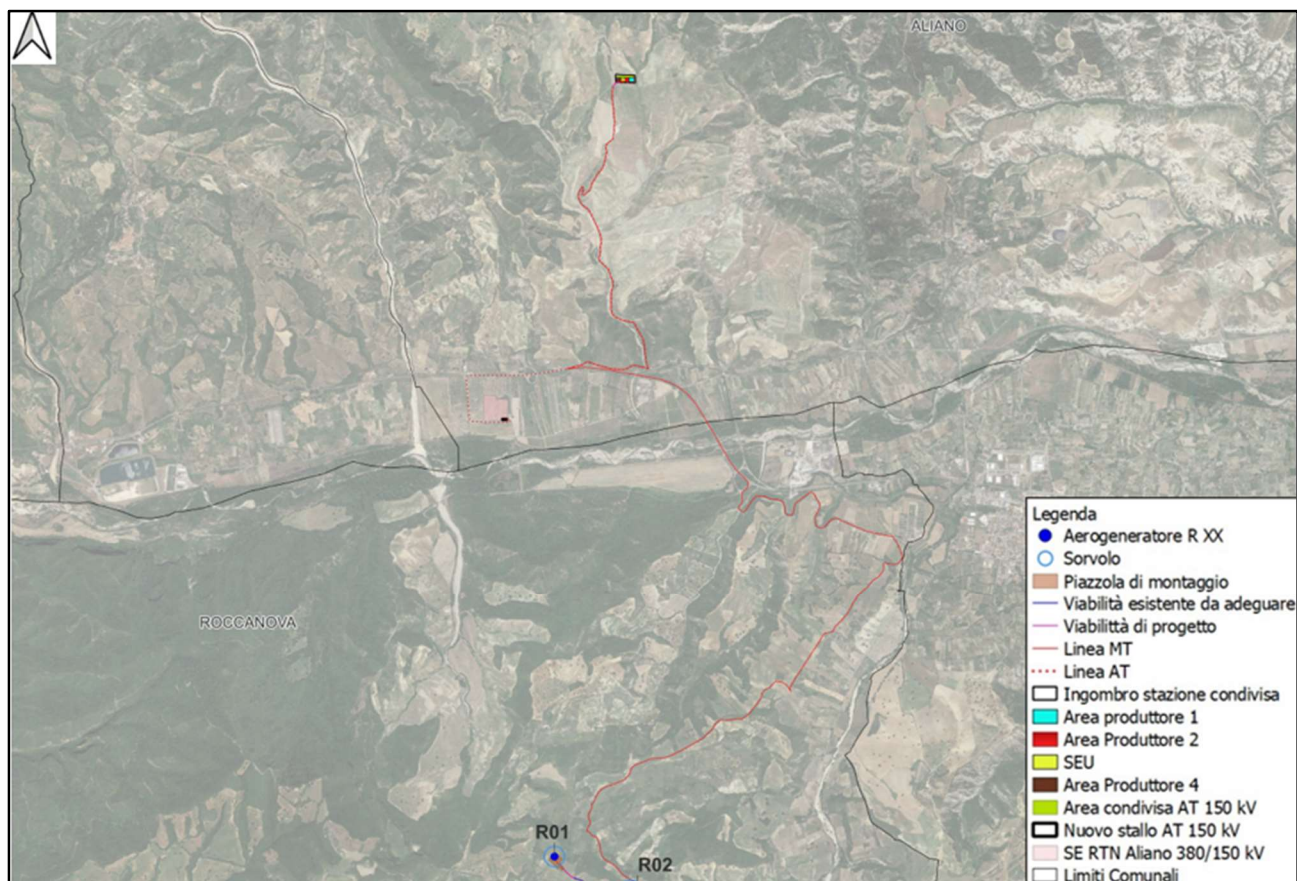 ALIANO
ROCCANOVA
R01
R02
Legenda
Aerogeneratore R XX
Sorvolo
Piazzola di montaggio
Viabilità esistente da adeguare
Viabilittà di progetto
Linea MT
Linea AT
Ingombro stazione condivisa
Area produttore 1
Area Produttore 2
SEU
Area Produttore 4
Area condivisa AT 150 kV
Nuovo stallo AT 150 kV
SE RTN Aliano 380/150 kV
Limiti Comunali